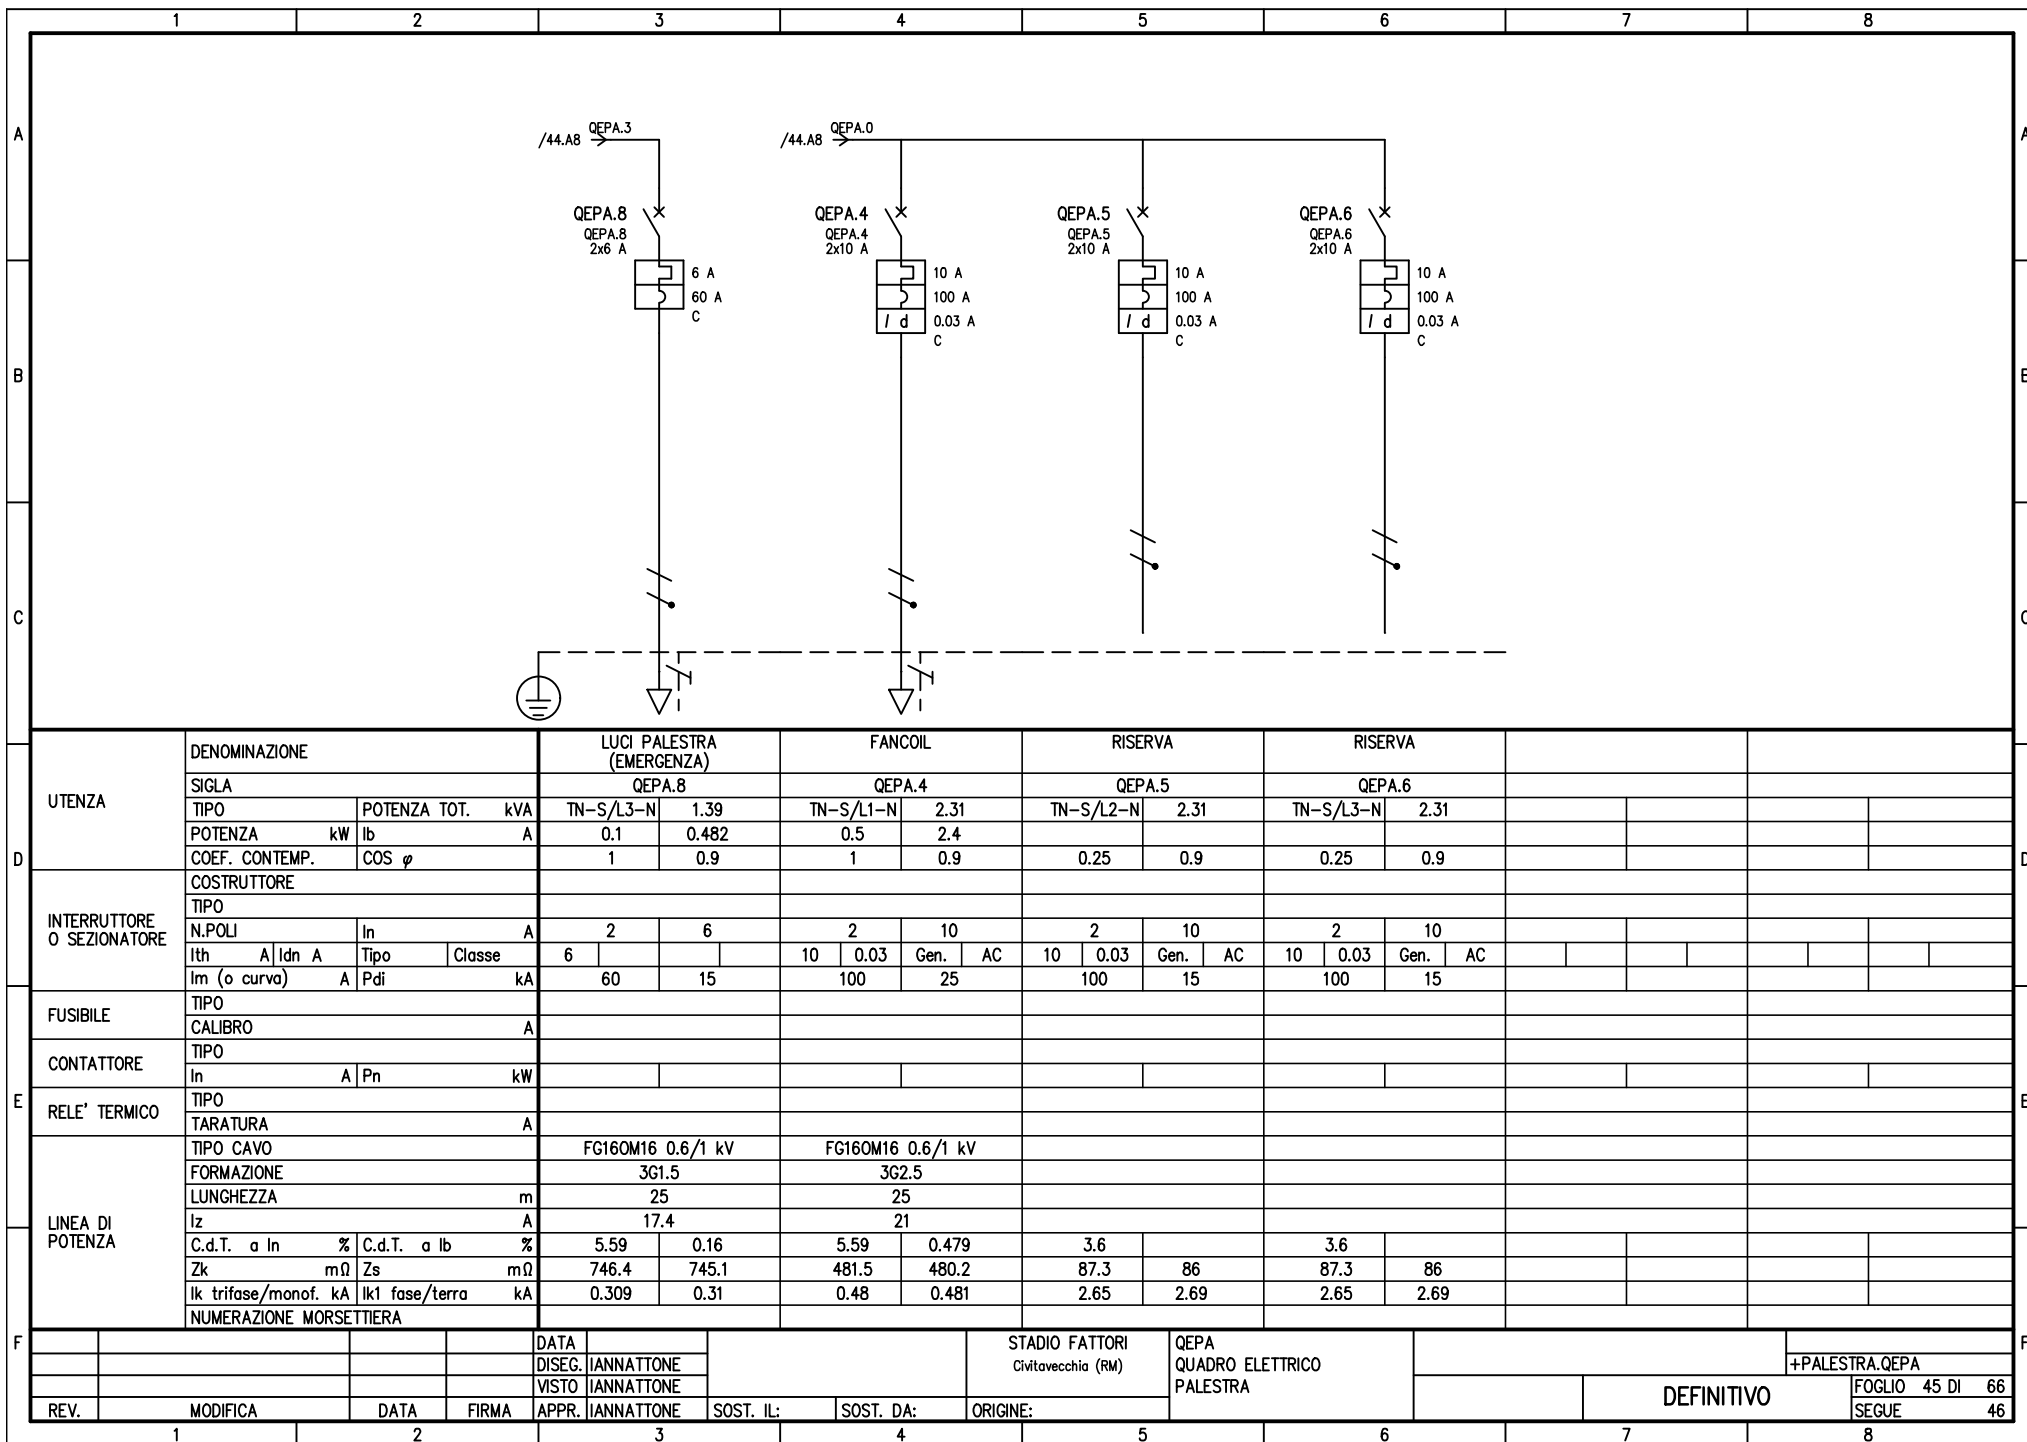 1 2 3 4 5 6 7 8
A A
/44.A8 QEPA.3 /44.A8 QEPA.0
QEPA.8 QEPA.4 QEPA.5 QEPA.6
QEPA.8 QEPA.4 QEPA.5 QEPA.6
2x6 A 2x10 A 2x10 A 2x10 A
6 A 10 A 10 A 10 A
60 A 100 A 100 A 100 A
C I d 0.03 A I d 0.03 A I d 0.03 A
C C C
B
C
UTENZA
DENOMINAZIONE LUCI PALESTRA (EMERGENZA) FANCOIL RISERVA RISERVA
SIGLA QEPA.8 QEPA.4 QEPA.5 QEPA.6
TIPO POTENZA TOT. kVA TN-S/L3-N 1.39 TN-S/L1-N 2.31 TN-S/L2-N 2.31 TN-S/L3-N 2.31
POTENZA kW Ib A 0.1 0.482 0.5 2.4
D COEF. CONTEMP. COS φ 1 0.9 1 0.9 0.25 0.9 0.25 0.9 D
INTERRUTTORE
O SEZIONATORE
COSTRUTTORE
TIPO
N.POLI In A 2 6 2 10 2 10 2 10
Ith A Idn A Tipo Classe 6 10 0.03 Gen. AC 10 0.03 Gen. AC 10 0.03 Gen. AC
Im (o curva) A Pdi kA 60 15 100 25 100 15 100 15
FUSIBILE
TIPO
CALIBRO A
CONTATTORE
TIPO
In A Pn kW
E E
RELE' TERMICO
TIPO
TARATURA A
LINEA DI
POTENZA
TIPO CAVO FG16OM16 0.6/1 kV FG16OM16 0.6/1 kV
FORMAZIONE 3G1.5 3G2.5
LUNGHEZZA m 25 25
Iz A 17.4 21
C.d.T. a In % C.d.T. a Ib % 5.59 0.16 5.59 0.479 3.6 3.6
Zk mΩ Zs mΩ 746.4 745.1 481.5 480.2 87.3 86 87.3 86
Ik trifase/monof. kA Ik1 fase/terra kA 0.309 0.31 0.48 0.481 2.65 2.69 2.65 2.69
NUMERAZIONE MORSETTIERA
F F
DATA STADIO FATTORI QEPA
DISEG. IANNATTONE Civitavecchia (RM) QUADRO ELETTRICO +PALESTRA.QEPA
VISTO IANNATTONE PALESTRA DEFINITIVO FOGLIO 45 DI 66
REV. MODIFICA DATA FIRMA APPR. IANNATTONE SOST. IL: SOST. DA: ORIGINE: SEGUE 46
1 2 3 4 5 6 7 8